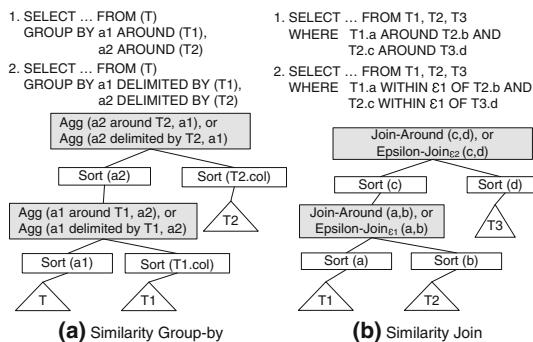 1. SELECT ... FROM (T)
GROUP BY a1 AROUND (T1),
a2 AROUND (T2)
2. SELECT ... FROM (T)
GROUP BY a1 DELIMITED BY (T1),
a2 DELIMITED BY (T2)
Agg (a2 around T2, a1), or
Agg (a2 delimited by T2, a1)
Sort (a2)
Sort (T2.col)
Agg (a1 around T1, a2), or
Agg (a1 delimited by T1, a2)
T2
Sort (a1)
Sort (T1.col)
T
T1
(a) Similarity Group-by
1. SELECT ... FROM T1, T2, T3
WHERE T1.a AROUND T2.b AND
T2.c AROUND T3.d
2. SELECT ... FROM T1, T2, T3
WHERE T1.a WITHIN ε1 OF T2.b AND
T2.c WITHIN ε1 OF T3.d
Join-Around (c,d), or
Epsilon-Joinε2 (c,d)
Sort (c)
Sort (d)
Join-Around (a,b), or
Epsilon-Joinε1 (a,b)
T3
Sort (a)
Sort (b)
T1
T2
(b) Similarity Join